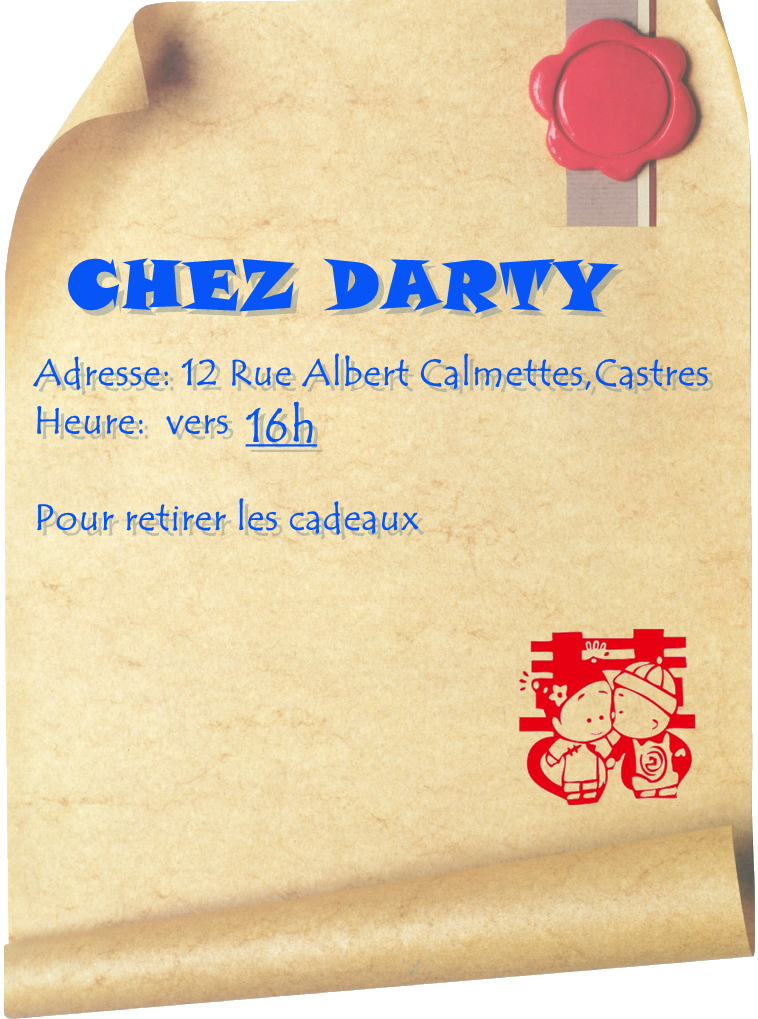 CHEZ DARTY
Adresse: 12 Rue Albert Calmettes,Castres
Heure: vers 16h
Pour retirer les cadeaux